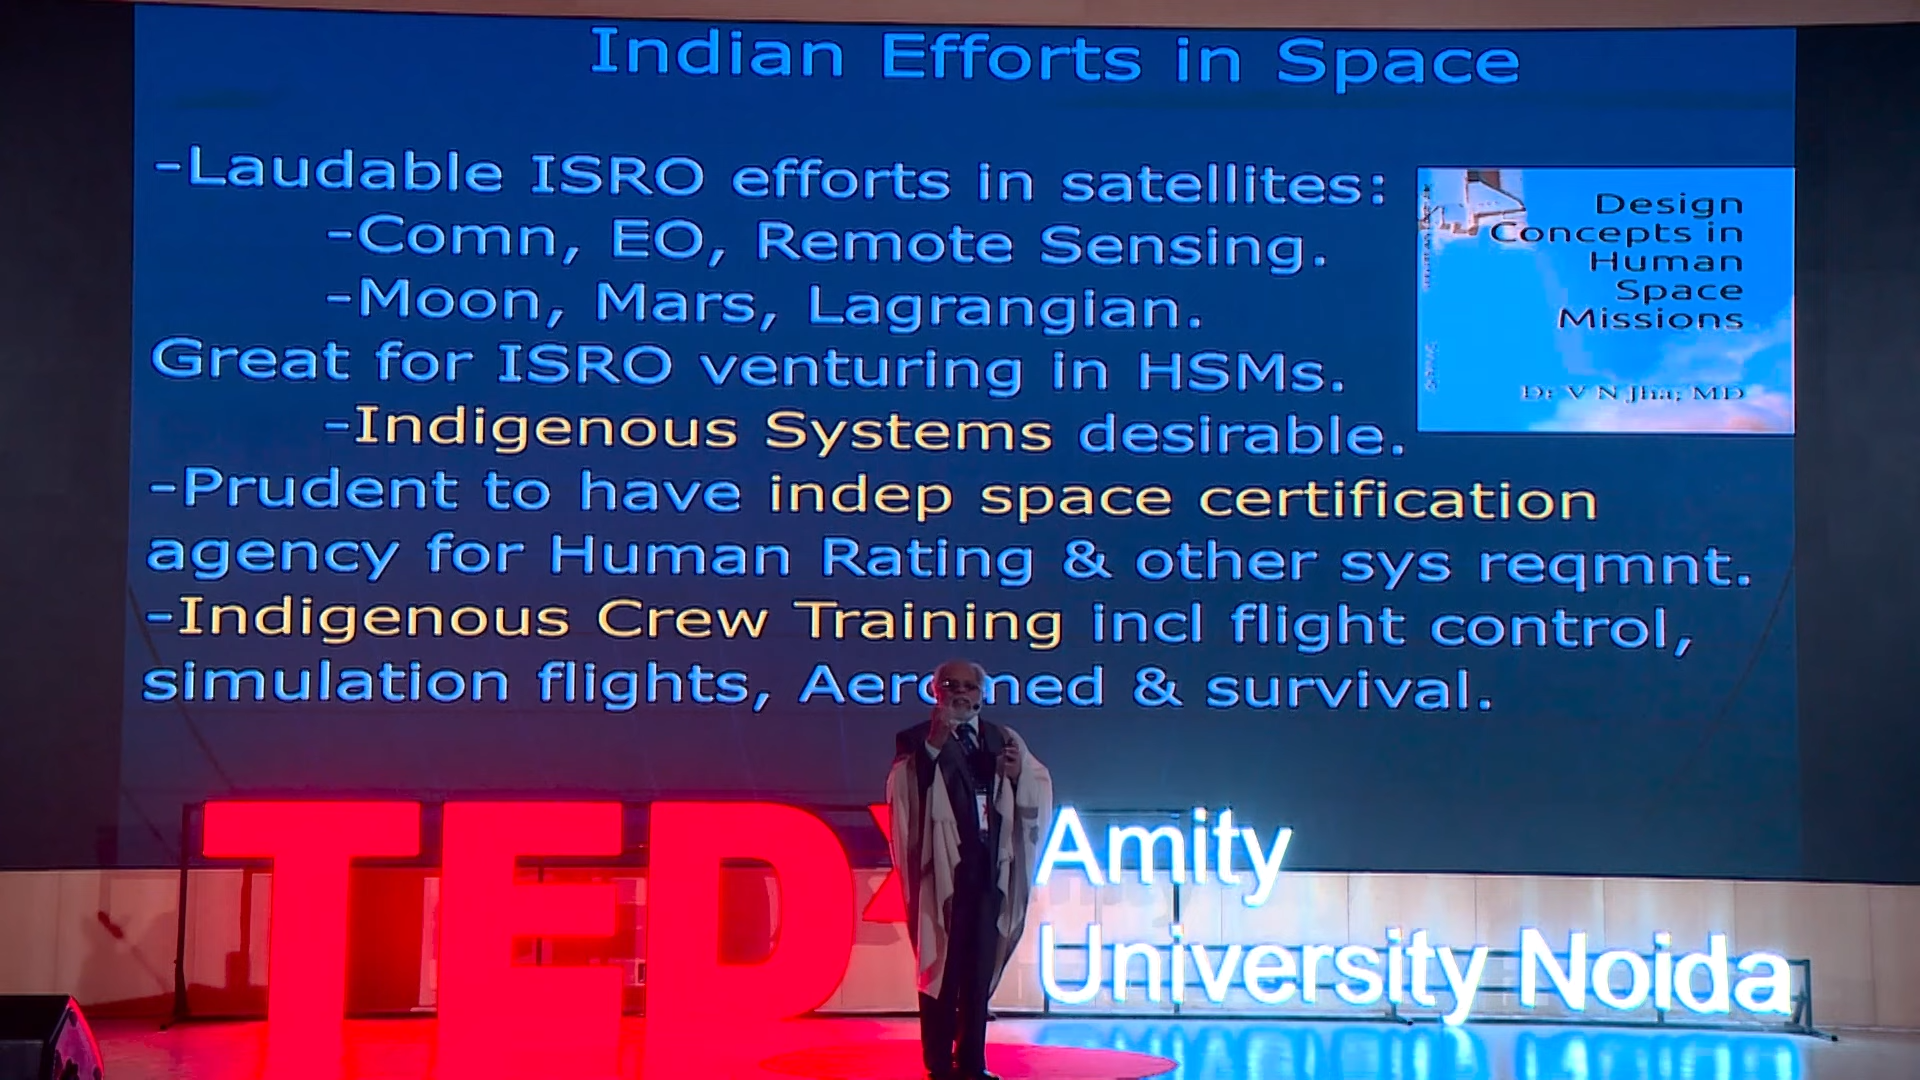 Indian Efforts in Space
-Laudable ISRO efforts in satellites:
-Comn, EO, Remote Sensing.
-Moon, Mars, Lagrangian.
Great for ISRO venturing in HSMs.
-Indigenous Systems desirable.
-Prudent to have indep space certification
agency for Human Rating & other sys reqmnt.
-Indigenous Crew Training incl flight control,
simulation flights, Aeromed & survival.
Design
Concepts in
Human
Space
Missions
Dr V N Jha, MD
TEDx
Amity
University Noida